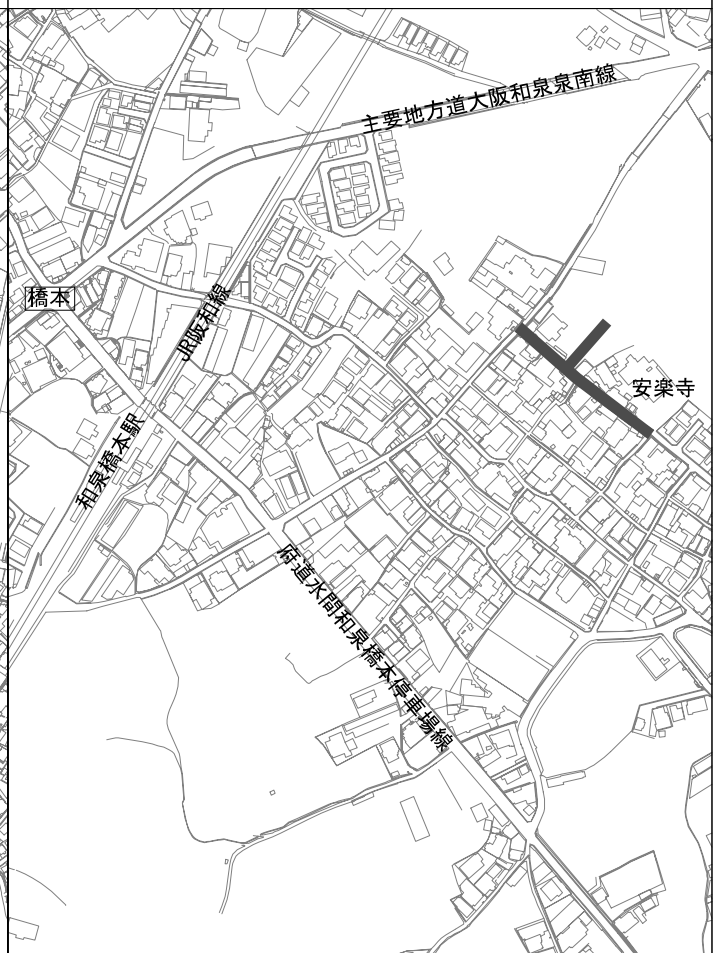 主要地方道大阪和泉泉南線
橋本
JR阪和線
安楽寺
和泉橋本駅
府道水間和泉橋本停車場線